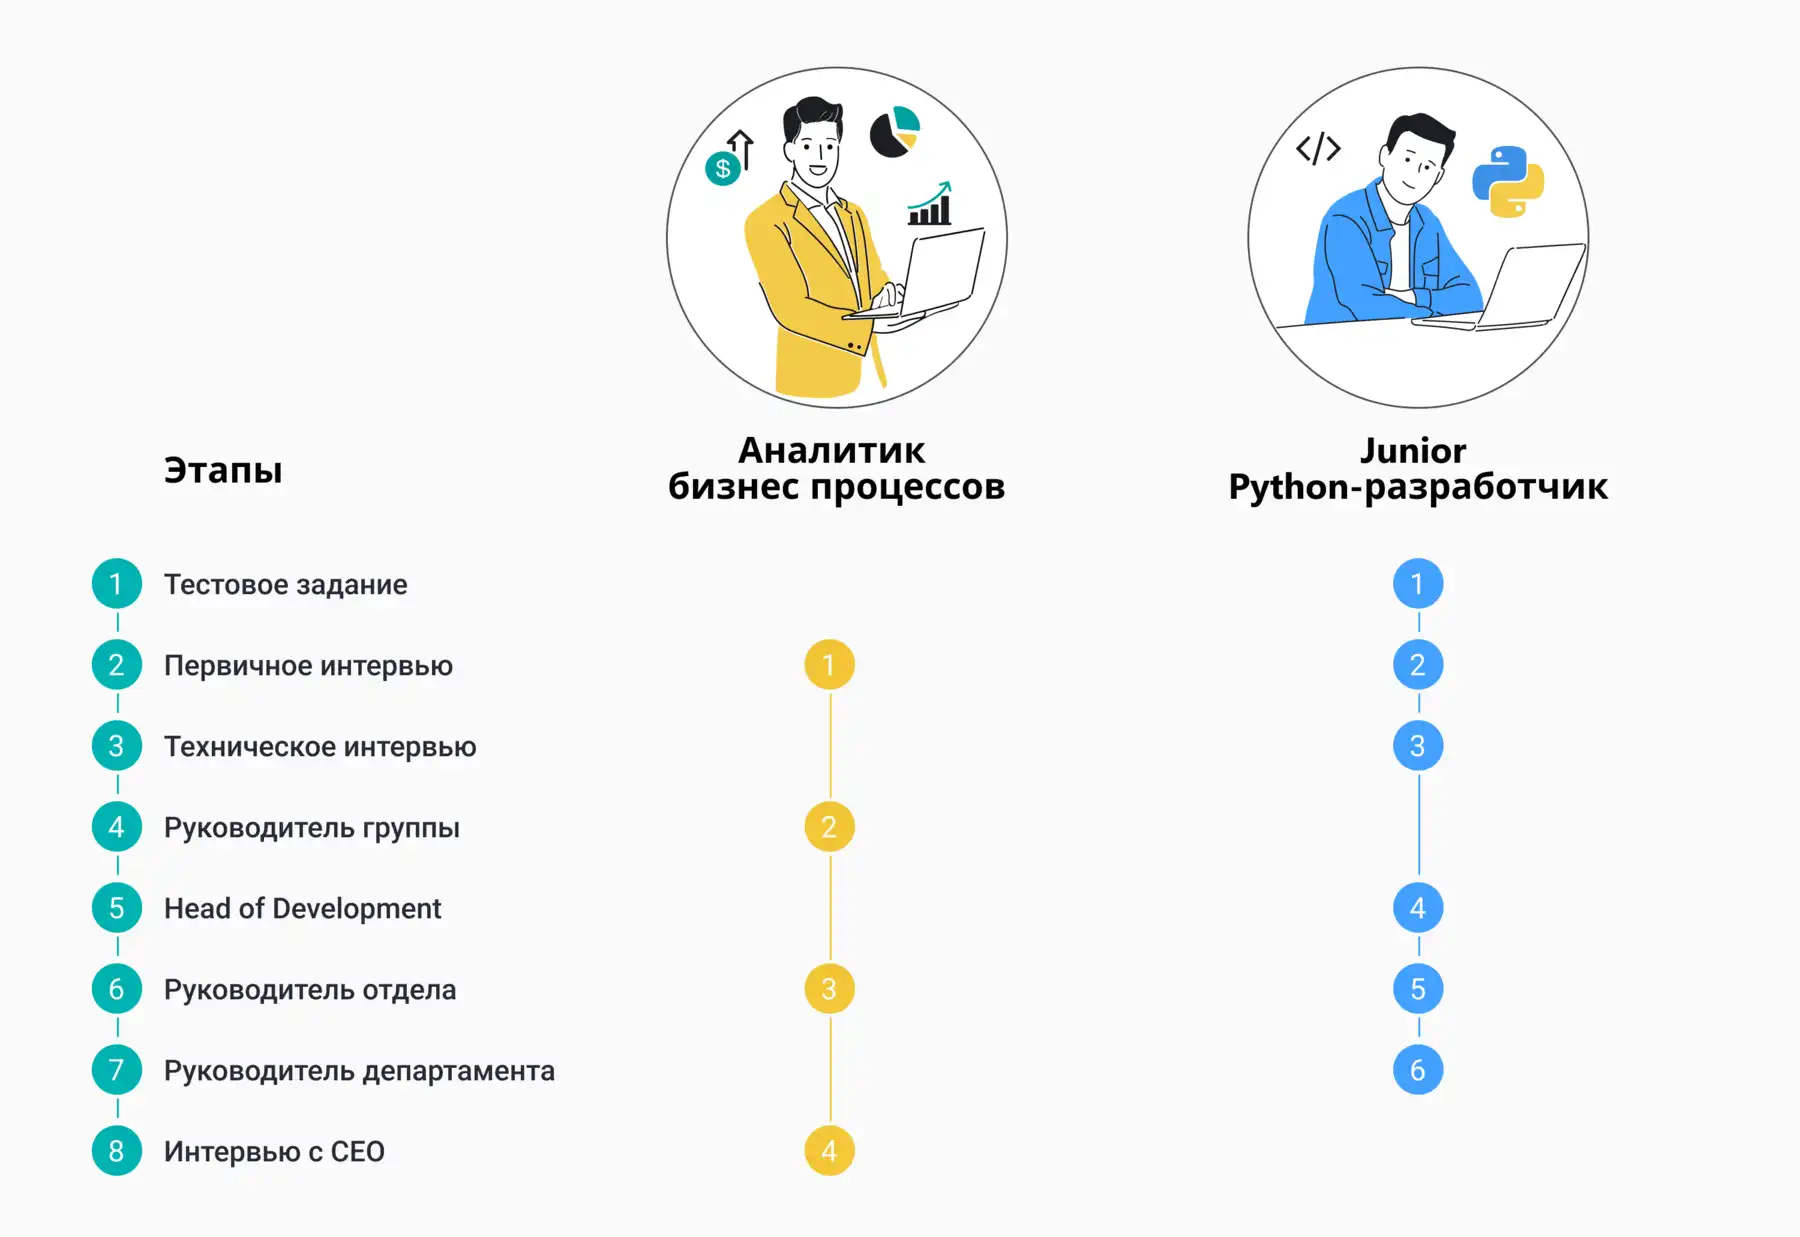 $
</>
Аналитик
бизнес процессов
Junior
Python-разработчик
Этапы
1 Тестовое задание 1
2 Первичное интервью 1 2
3 Техническое интервью 3
4 Руководитель группы 2
5 Head of Development 4
6 Руководитель отдела 3 5
7 Руководитель департамента 6
8 Интервью с CEO 4